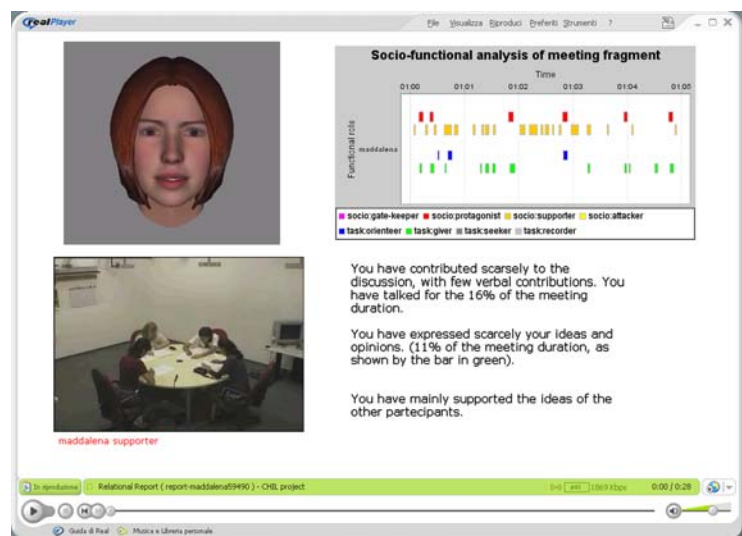 realPlayer
File Visualizza Riproduci Preferiti Strumenti ?
Socio-functional analysis of meeting fragment
Time
01:00 01:01 01:02 01:03 01:04 01:05
Functional role
maddalena
socio:gate-keeper socio:protagonist socio:supporter socio:attacker
task:orienteer task:giver task:seeker task:recorder
You have contributed scarsely to the
discussion, with few verbal contributions. You
have talked for the 16% of the meeting
duration.
You have expressed scarcely your ideas and
opinions. (11% of the meeting duration, as
shown by the bar in green).
You have mainly supported the ideas of the
other partecipants.
maddalena supporter
In riproduzione Relational Report ( report-maddalena59490 ) - CHIL project 1869 Kbps 0:00 / 0:28
Guida di Real Musica e Libreria personale